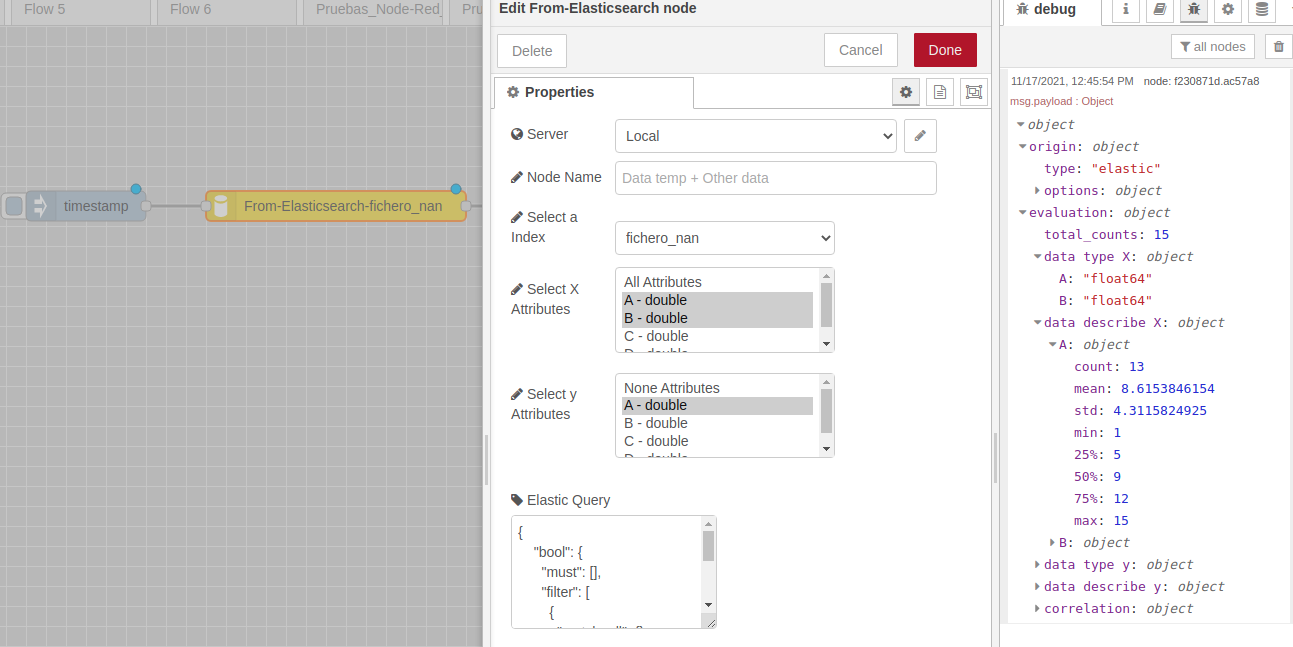 Flow 5
Flow 6
Pruebas_Node-Red_
Pru
timestamp
From-Elasticsearch-fichero_nan
Edit From-Elasticsearch node
Delete
Cancel
Done
Properties
Server
Local
Node Name
Data temp + Other data
Select a
Index
fichero_nan
Select X
Attributes
All Attributes
A - double
B - double
C - double
Select y
Attributes
None Attributes
A - double
B - double
C - double
Elastic Query
{
"bool": {
"must": [],
"filter": [
{
debug
all nodes
11/17/2021, 12:45:54 PM node: f230871d.ac57a8
msg.payload : Object
object
origin: object
type: "elastic"
options: object
evaluation: object
total_counts: 15
data type X: object
A: "float64"
B: "float64"
data describe X: object
A: object
count: 13
mean: 8.6153846154
std: 4.3115824925
min: 1
25%: 5
50%: 9
75%: 12
max: 15
B: object
data type y: object
data describe y: object
correlation: object